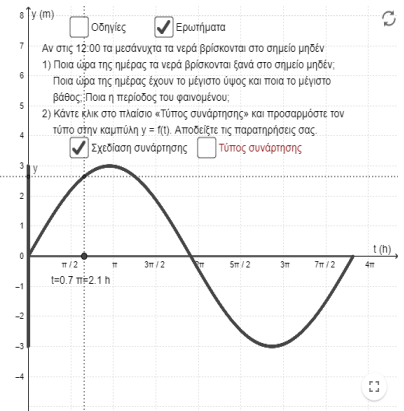 y (m)
Οδηγίες
Ερωτήματα
Αν στις 12:00 τα μεσάνυχτα τα νερά βρίσκονται στο σημείο μηδέν
1) Ποια ώρα της ημέρας τα νερά βρίσκονται ξανά στο σημείο μηδέν;
Ποια ώρα της ημέρας έχουν το μέγιστο ύψος και ποια το μέγιστο
βάθος; Ποια η περίοδος του φαινομένου;
2) Κάντε κλικ στο πλαίσιο «Τύπος συνάρτησης» και προσαρμόστε τον
τύπο στην καμπύλη y = f(t). Αποδείξτε τις παρατηρήσεις σας.
Σχεδίαση συνάρτησης
Τύπος συνάρτησης
8
7
6
5
4
3
y
2
1
0
t (h)
π / 2
π
3π / 2
2π
5π / 2
3π
7π / 2
4π
t=0.7 π=2.1 h
−1
−2
−3
−4